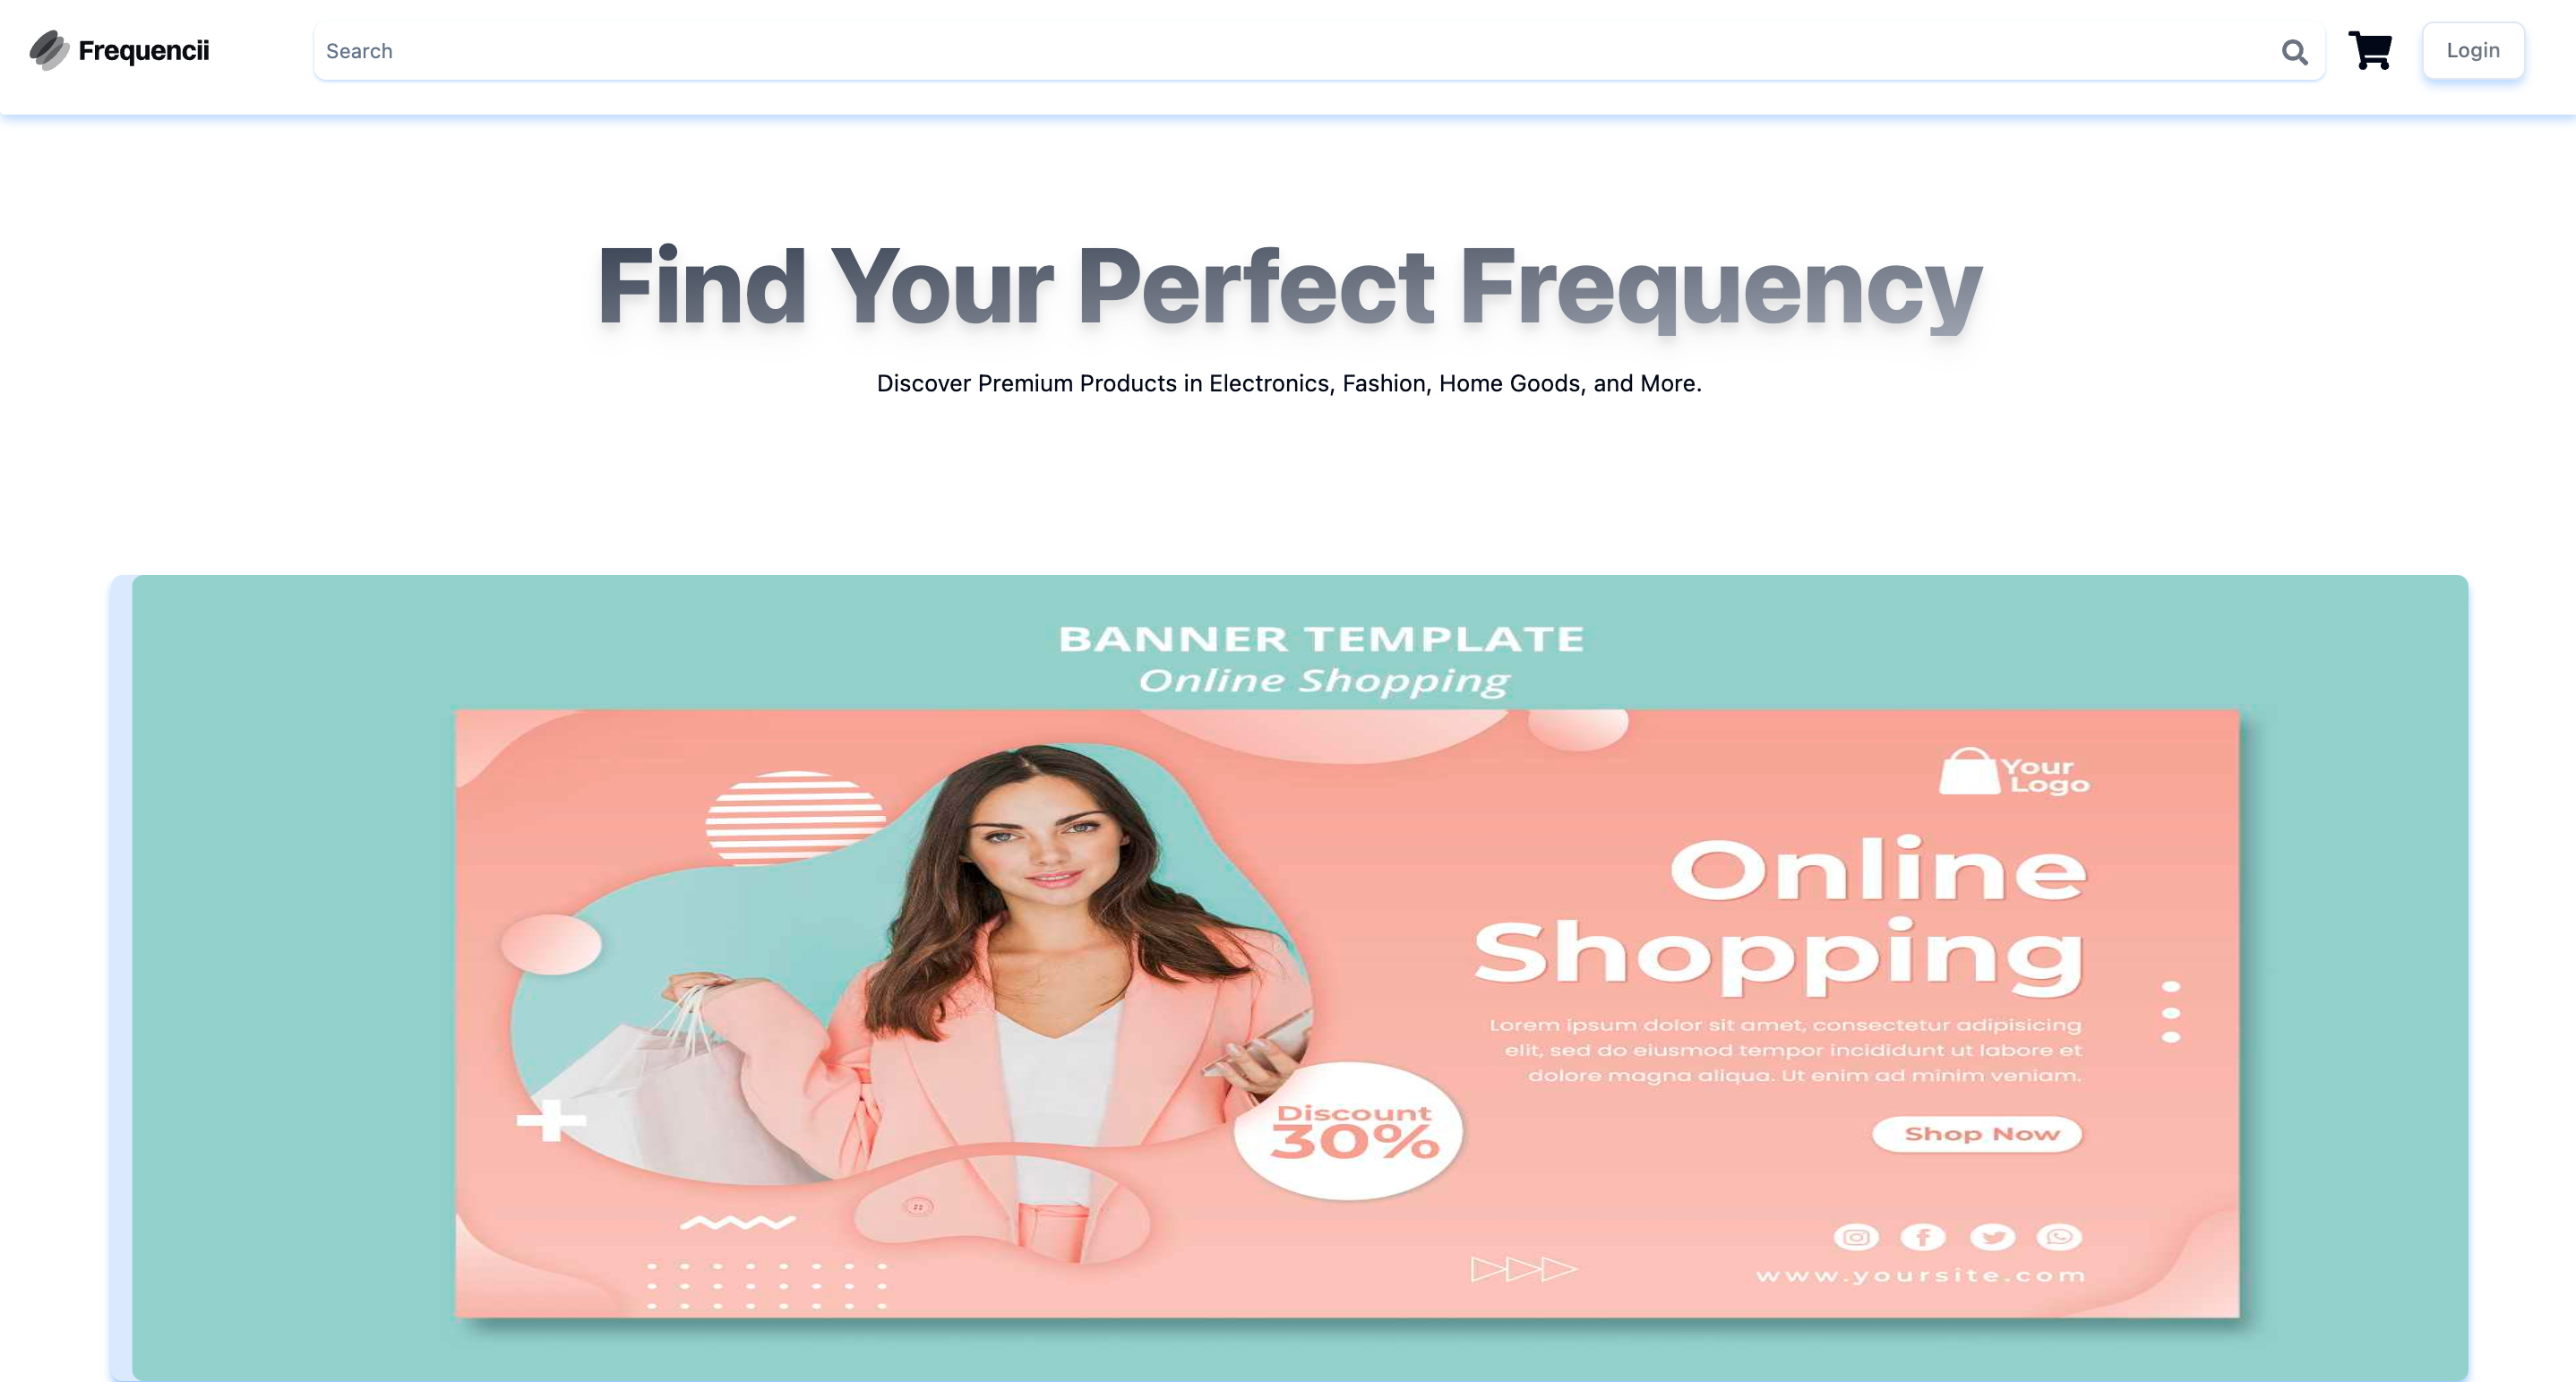 Frequencii
Search
Login
Find Your Perfect Frequency
Discover Premium Products in Electronics, Fashion, Home Goods, and More.
BANNER TEMPLATE
Online Shopping
Your
Logo
Online
Shopping
Lorem ipsum dolor sit amet, consectetur adipisicing
elit, sed do eiusmod tempor incididunt ut labore et
dolore magna aliqua. Ut enim ad minim veniam.
Discount
30%
Shop Now
www.yoursite.com